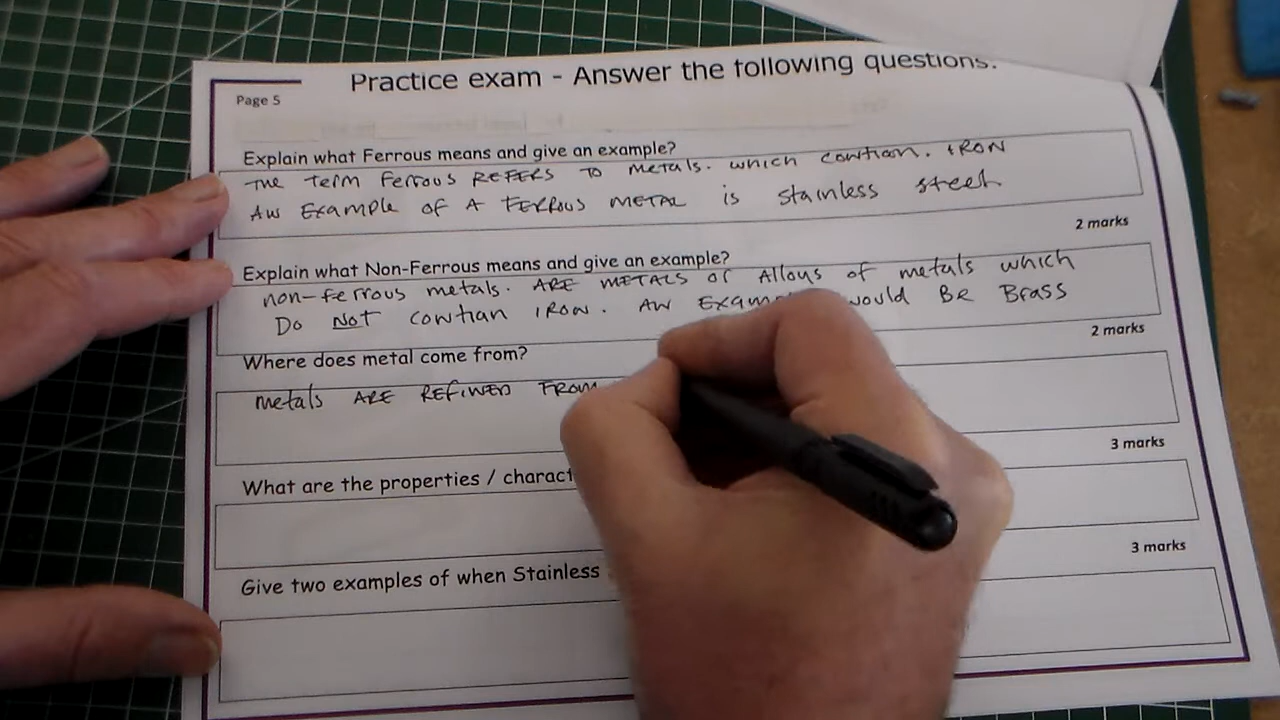 Practice exam - Answer the following questions.
Page 5
Explain what Ferrous means and give an example?
THE Term Ferrous REFERS TO Metals. which contian. IRON
AN Example OF A FERROUS METAL is stainless steel
2 marks
Explain what Non-Ferrous means and give an example?
non-ferrous metals. ARE METALS or Alloys of metals which
Do NOT contian IRON. AN Would BE Brass
2 marks
Where does metal come from?
metals ARE REfiNED FROM
3 marks
What are the properties /
3 marks
Give two examples of when Stainless